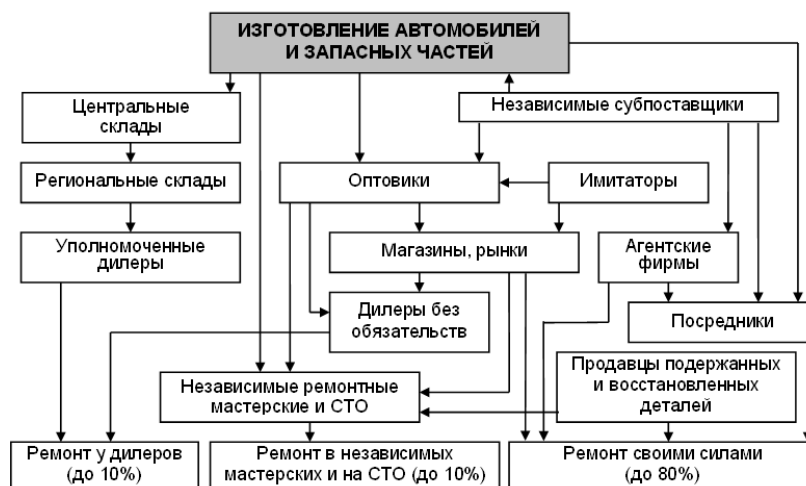 ИЗГОТОВЛЕНИЕ АВТОМОБИЛЕЙ
И ЗАПАСНЫХ ЧАСТЕЙ
Центральные
склады
Независимые субпоставщики
Региональные склады
Оптовики
Имитаторы
Уполномоченные
дилеры
Магазины, рынки
Агентские
фирмы
Дилеры без
обязательств
Посредники
Независимые ремонтные
мастерские и СТО
Продавцы подержанных
и восстановленных
деталей
Ремонт у дилеров
(до 10%)
Ремонт в независимых
мастерских и на СТО (до 10%)
Ремонт своими силами
(до 80%)